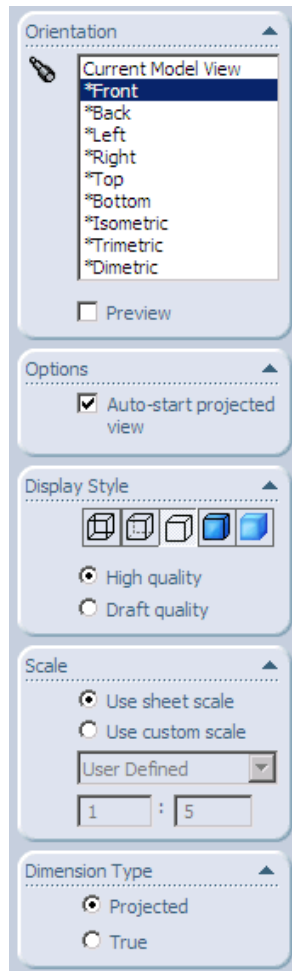 Orientation
Current Model View
*Front
*Back
*Left
*Right
*Top
*Bottom
*Isometric
*Trimetric
*Dimetric
Preview
Options
Auto-start projected
view
Display Style
High quality
Draft quality
Scale
Use sheet scale
Use custom scale
User Defined
1 : 5
Dimension Type
Projected
True